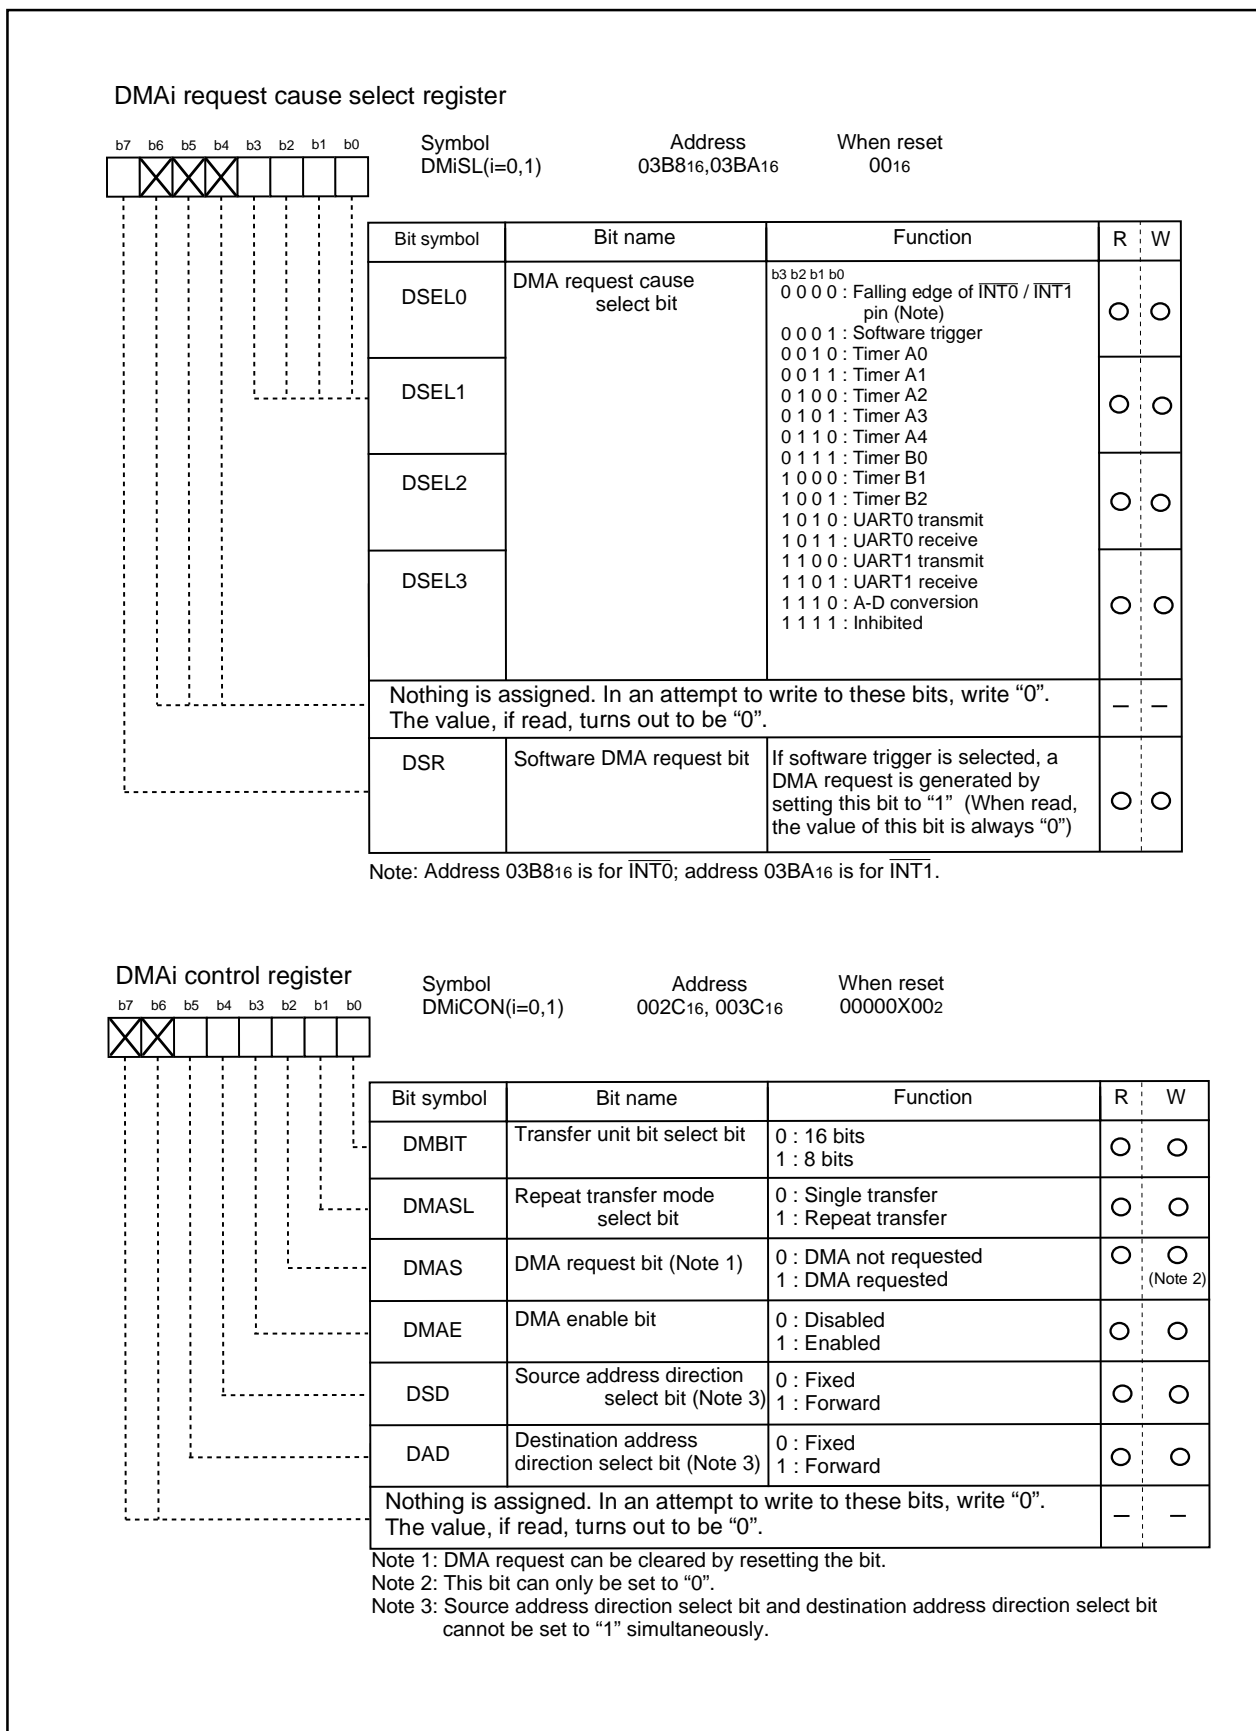 DMAi request cause select register
b7 b6 b5 b4 b3 b2 b1 b0
Symbol Address When reset
DMiSL(i=0,1) 03B816,03BA16 0016
Bit symbol Bit name Function R W
DSEL0 DMA request cause
select bit
b3 b2 b1 b0
0 0 0 0 : Falling edge of INT0 / INT1
pin (Note)
0 0 0 1 : Software trigger
0 0 1 0 : Timer A0
0 0 1 1 : Timer A1
DSEL1
0 1 0 0 : Timer A2
0 1 0 1 : Timer A3
0 1 1 0 : Timer A4
0 1 1 1 : Timer B0
DSEL2
1 0 0 0 : Timer B1
1 0 0 1 : Timer B2
1 0 1 0 : UART0 transmit
1 0 1 1 : UART0 receive
1 1 0 0 : UART1 transmit
DSEL3
1 1 0 1 : UART1 receive
1 1 1 0 : A-D conversion
1 1 1 1 : Inhibited
Nothing is assigned. In an attempt to write to these bits, write “0”.
The value, if read, turns out to be “0”.
– –
DSR Software DMA request bit If software trigger is selected, a
DMA request is generated by
setting this bit to “1” (When read,
the value of this bit is always “0”)
Note: Address 03B816 is for INT0; address 03BA16 is for INT1.
DMAi control register
b7 b6 b5 b4 b3 b2 b1 b0
Symbol Address When reset
DMiCON(i=0,1) 002C16, 003C16 00000X002
Bit symbol Bit name Function R W
DMBIT Transfer unit bit select bit 0 : 16 bits
1 : 8 bits
DMASL Repeat transfer mode
select bit
0 : Single transfer
1 : Repeat transfer
DMAS DMA request bit (Note 1) 0 : DMA not requested
1 : DMA requested
(Note 2)
DMAE DMA enable bit 0 : Disabled
1 : Enabled
DSD Source address direction
select bit (Note 3)
0 : Fixed
1 : Forward
DAD Destination address
direction select bit (Note 3)
0 : Fixed
1 : Forward
Nothing is assigned. In an attempt to write to these bits, write “0”.
The value, if read, turns out to be “0”.
– –
Note 1: DMA request can be cleared by resetting the bit.
Note 2: This bit can only be set to “0”.
Note 3: Source address direction select bit and destination address direction select bit
cannot be set to “1” simultaneously.